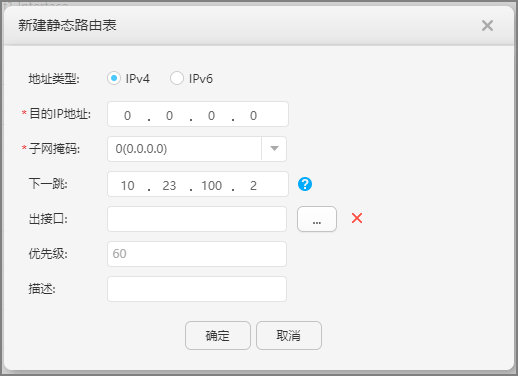 新建静态路由表
地址类型: IPv4 IPv6
*目的IP地址: 0 . 0 . 0 . 0
*子网掩码: 0(0.0.0.0)
下一跳: 10 . 23 . 100 . 2 ?
出接口: ...
优先级: 60
描述:
确定 取消